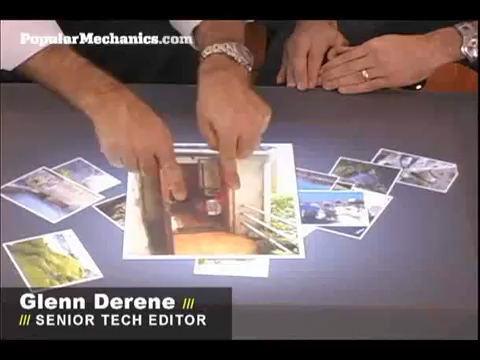 PopularMechanics.com
Glenn Derene ///
/// SENIOR TECH EDITOR